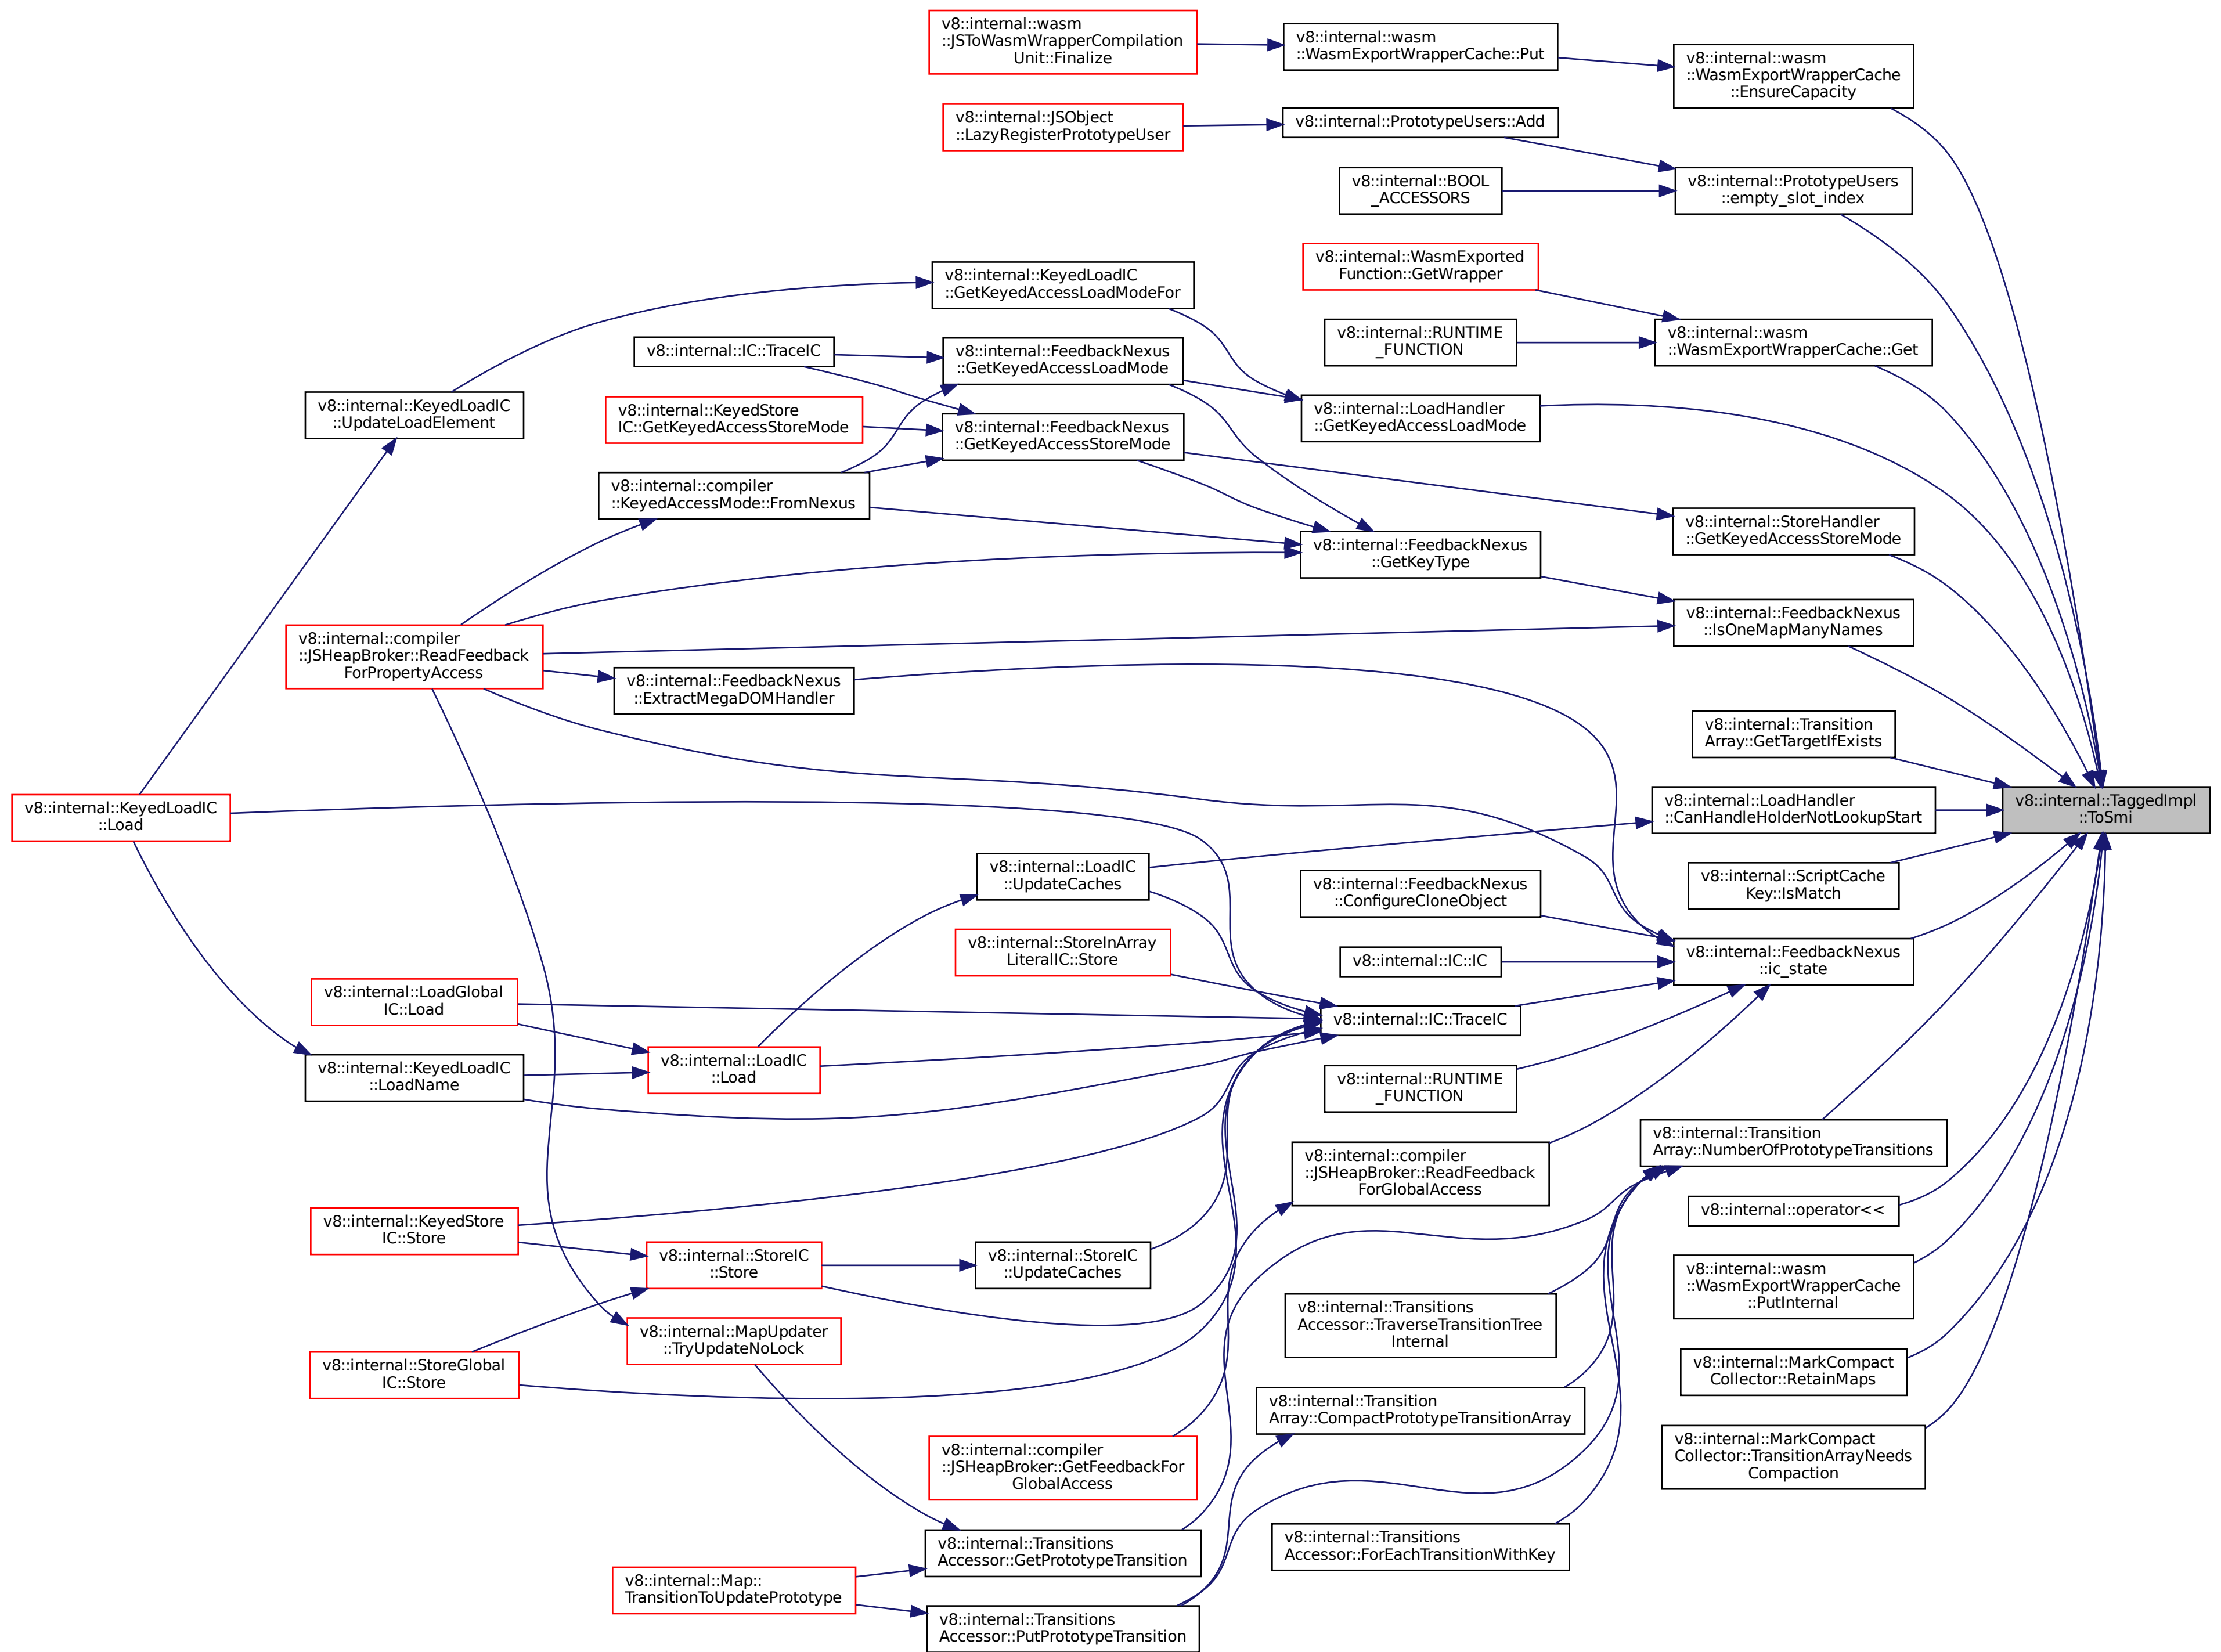 v8::internal::wasm
::JSToWasmWrapperCompilation
Unit::Finalize
v8::internal::wasm
::WasmExportWrapperCache::Put
v8::internal::wasm
::WasmExportWrapperCache
::EnsureCapacity
v8::internal::JSObject
::LazyRegisterPrototypeUser
v8::internal::PrototypeUsers::Add
v8::internal::BOOL
_ACCESSORS
v8::internal::PrototypeUsers
::empty_slot_index
v8::internal::WasmExported
Function::GetWrapper
v8::internal::KeyedLoadIC
::GetKeyedAccessLoadModeFor
v8::internal::RUNTIME
_FUNCTION
v8::internal::wasm
::WasmExportWrapperCache::Get
v8::internal::IC::TraceIC
v8::internal::FeedbackNexus
::GetKeyedAccessLoadMode
v8::internal::KeyedLoadIC
::UpdateLoadElement
v8::internal::KeyedStore
IC::GetKeyedAccessStoreMode
v8::internal::FeedbackNexus
::GetKeyedAccessStoreMode
v8::internal::LoadHandler
::GetKeyedAccessLoadMode
v8::internal::compiler
::KeyedAccessMode::FromNexus
v8::internal::StoreHandler
::GetKeyedAccessStoreMode
v8::internal::FeedbackNexus
::GetKeyType
v8::internal::FeedbackNexus
::IsOneMapManyNames
v8::internal::compiler
::JSHeapBroker::ReadFeedback
ForPropertyAccess
v8::internal::FeedbackNexus
::ExtractMegaDOMHandler
v8::internal::Transition
Array::GetTargetIfExists
v8::internal::KeyedLoadIC
::Load
v8::internal::LoadHandler
::CanHandleHolderNotLookupStart
v8::internal::TaggedImpl
::ToSmi
v8::internal::LoadIC
::UpdateCaches
v8::internal::FeedbackNexus
::ConfigureCloneObject
v8::internal::ScriptCache
Key::IsMatch
v8::internal::StoreInArray
LiteralIC::Store
v8::internal::IC::IC
v8::internal::FeedbackNexus
::ic_state
v8::internal::LoadGlobal
IC::Load
v8::internal::IC::TraceIC
v8::internal::KeyedLoadIC
::LoadName
v8::internal::LoadIC
::Load
v8::internal::RUNTIME
_FUNCTION
v8::internal::Transition
Array::NumberOfPrototypeTransitions
v8::internal::compiler
::JSHeapBroker::ReadFeedback
ForGlobalAccess
v8::internal::operator<<
v8::internal::KeyedStore
IC::Store
v8::internal::StoreIC
::Store
v8::internal::StoreIC
::UpdateCaches
v8::internal::wasm
::WasmExportWrapperCache
::PutInternal
v8::internal::Transitions
Accessor::TraverseTransitionTree
Internal
v8::internal::MapUpdater
::TryUpdateNoLock
v8::internal::StoreGlobal
IC::Store
v8::internal::MarkCompact
Collector::RetainMaps
v8::internal::Transition
Array::CompactPrototypeTransitionArray
v8::internal::MarkCompact
Collector::TransitionArrayNeeds
Compaction
v8::internal::compiler
::JSHeapBroker::GetFeedbackFor
GlobalAccess
v8::internal::Transitions
Accessor::GetPrototypeTransition
v8::internal::Transitions
Accessor::ForEachTransitionWithKey
v8::internal::Map::
TransitionToUpdatePrototype
v8::internal::Transitions
Accessor::PutPrototypeTransition